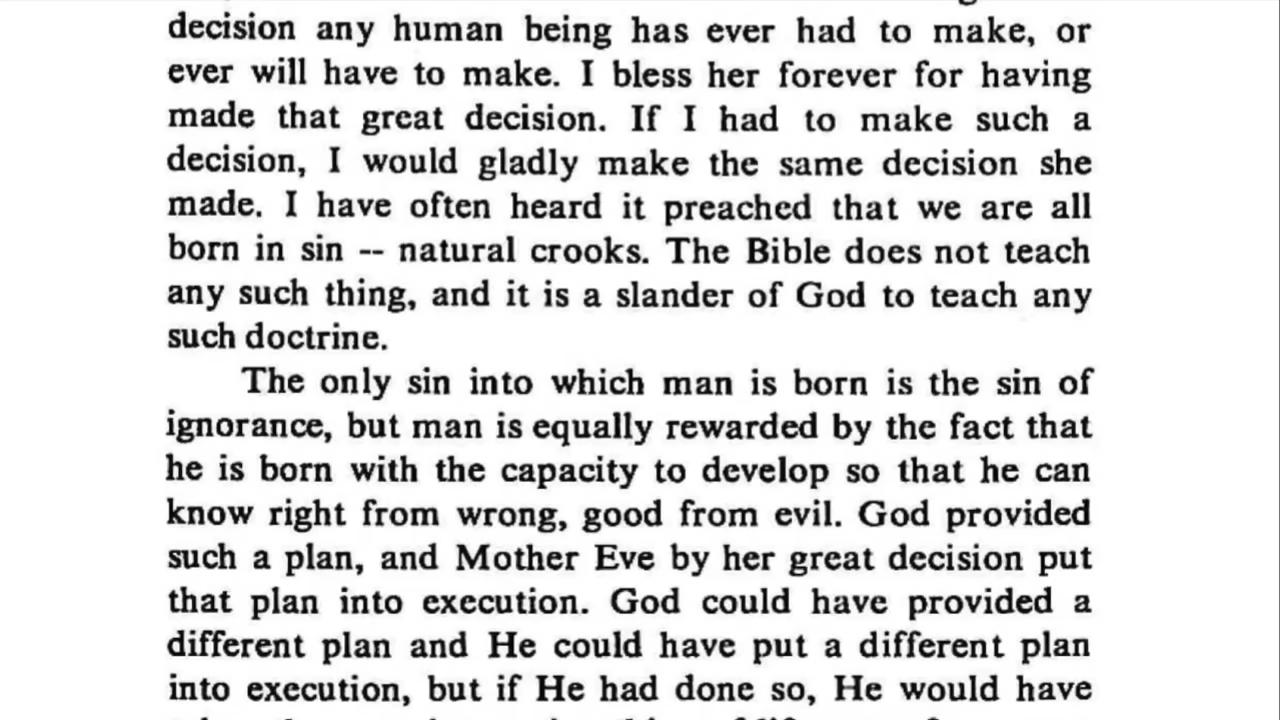 decision any human being has ever had to make, or
ever will have to make. I bless her forever for having
made that great decision. If I had to make such a
decision, I would gladly make the same decision she
made. I have often heard it preached that we are all
born in sin -- natural crooks. The Bible does not teach
any such thing, and it is a slander of God to teach any
such doctrine.
The only sin into which man is born is the sin of
ignorance, but man is equally rewarded by the fact that
he is born with the capacity to develop so that he can
know right from wrong, good from evil. God provided
such a plan, and Mother Eve by her great decision put
that plan into execution. God could have provided a
different plan and He could have put a different plan
into execution, but if He had done so, He would have